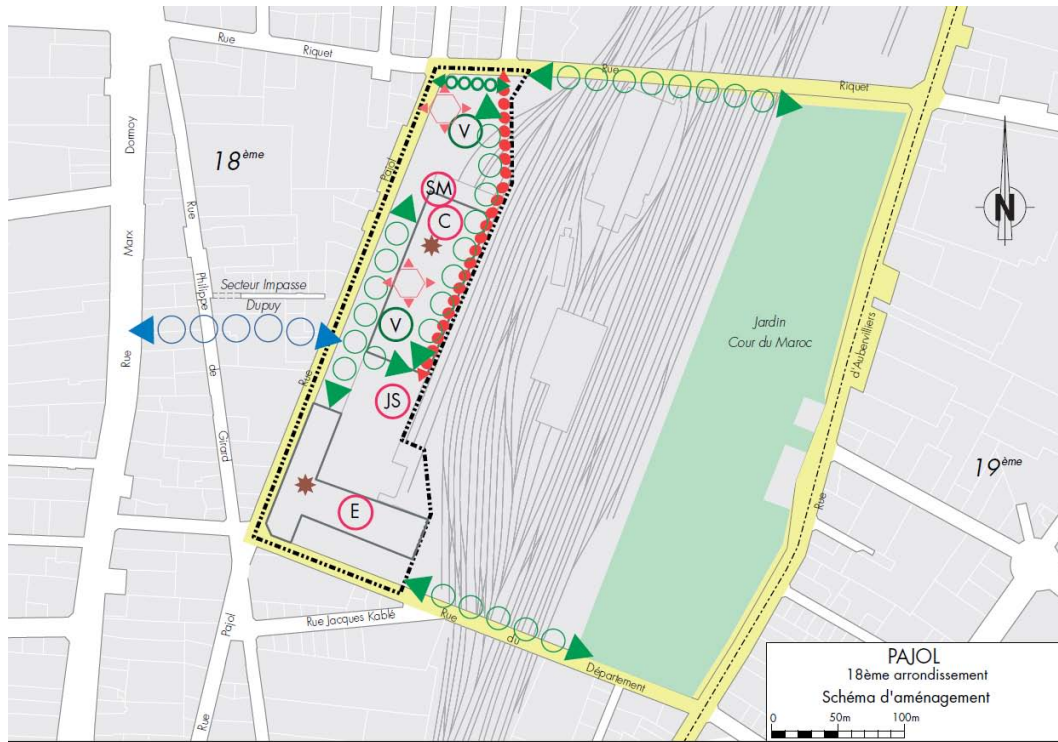 Rue
Riquet
Rue
Riquet
Dormoy
Marx
Rue
18ème
Pajol
Rue
Rue
Philippe
de
Girard
Secteur Impasse
Dupuy
V
SM
C
V
JS
E
N
Jardin
Cour du Maroc
d'Aubervilliers
Rue
19ème
Rue Jacques Kablé
Pajol
Rue
Rue
du
Département
PAJOL
18ème arrondissement
Schéma d'aménagement
0 50m 100m